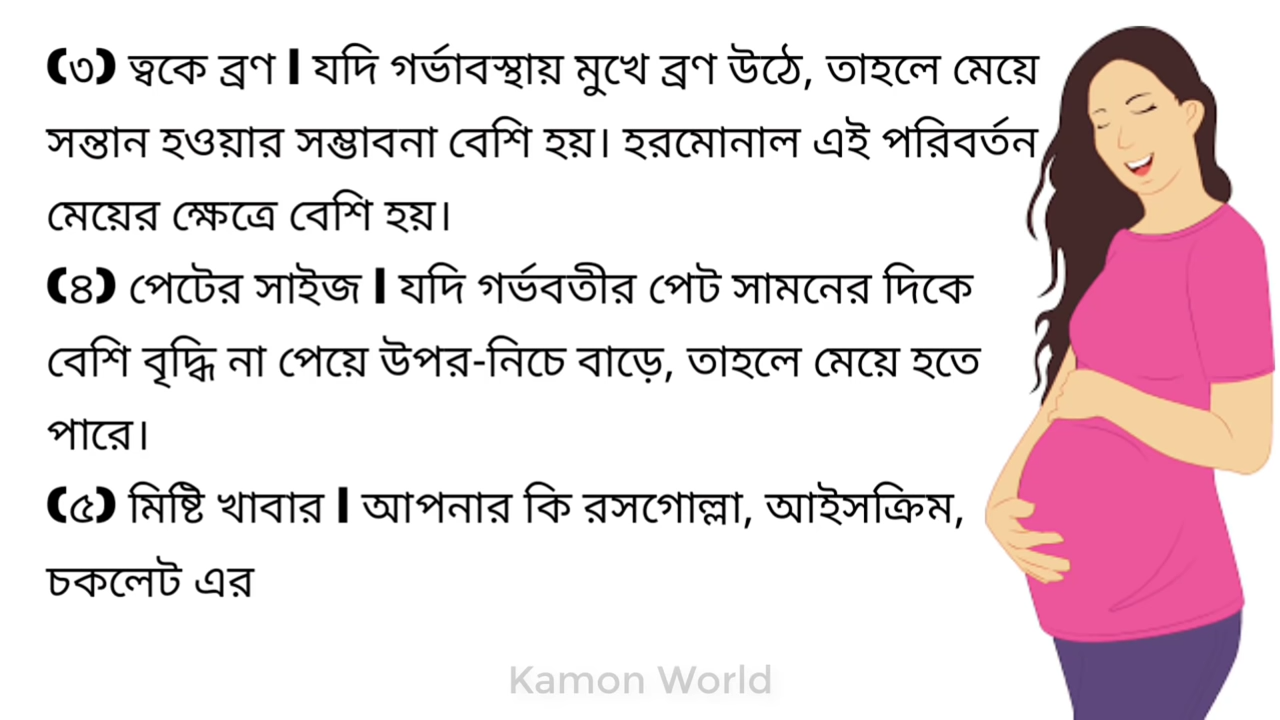 (৩) ত্বকে ব্রণ l যদি গর্ভাবস্থায় মুখে ব্রণ উঠে, তাহলে মেয়ে
সন্তান হওয়ার সম্ভাবনা বেশি হয়। হরমোনাল এই পরিবর্তন
মেয়ের ক্ষেত্রে বেশি হয়।
(৪) পেটের সাইজ l যদি গর্ভবতীর পেট সামনের দিকে
বেশি বৃদ্ধি না পেয়ে উপর-নিচে বাড়ে, তাহলে মেয়ে হতে
পারে।
(৫) মিষ্টি খাবার l আপনার কি রসগোল্লা, আইসক্রিম,
চকলেট এর
Kamon World